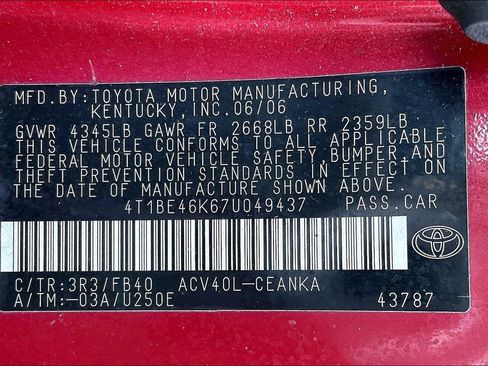 MFD.BY:TOYOTA MOTOR MANUFACTURING,
KENTUCKY, INC.06/06
GVWR 4345LB GAWR FR 2668LB RR 2359LB
THIS VEHICLE CONFORMS TO ALL APPLICABLE
FEDERAL MOTOR VEHICLE SAFETY, BUMPER, AND
THEFT PREVENTION STANDARDS IN EFFECT ON
THE DATE OF MANUFACTURE SHOWN ABOVE.
4T1BE46K67U049437 PASS.CAR
C/TR:3R3/FB40 ACV40L-CEANKA
A/TM:-03A/U250E 43787
TOYOTA